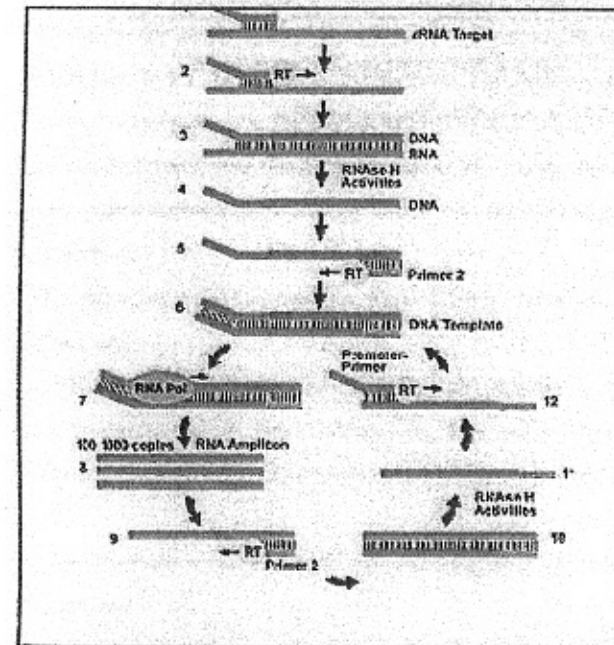 rRNA Target
2
RT
3
DNA
RNA
RNAse H
Activities
4
DNA
5
RT
Primer 2
6
DNA Template
Promoter-
Primer
RNA Pol
RT
7
12
100-1000 copies
RNA Amplicon
8
1
RNAse H
Activities
9
RT
Primer 2
10